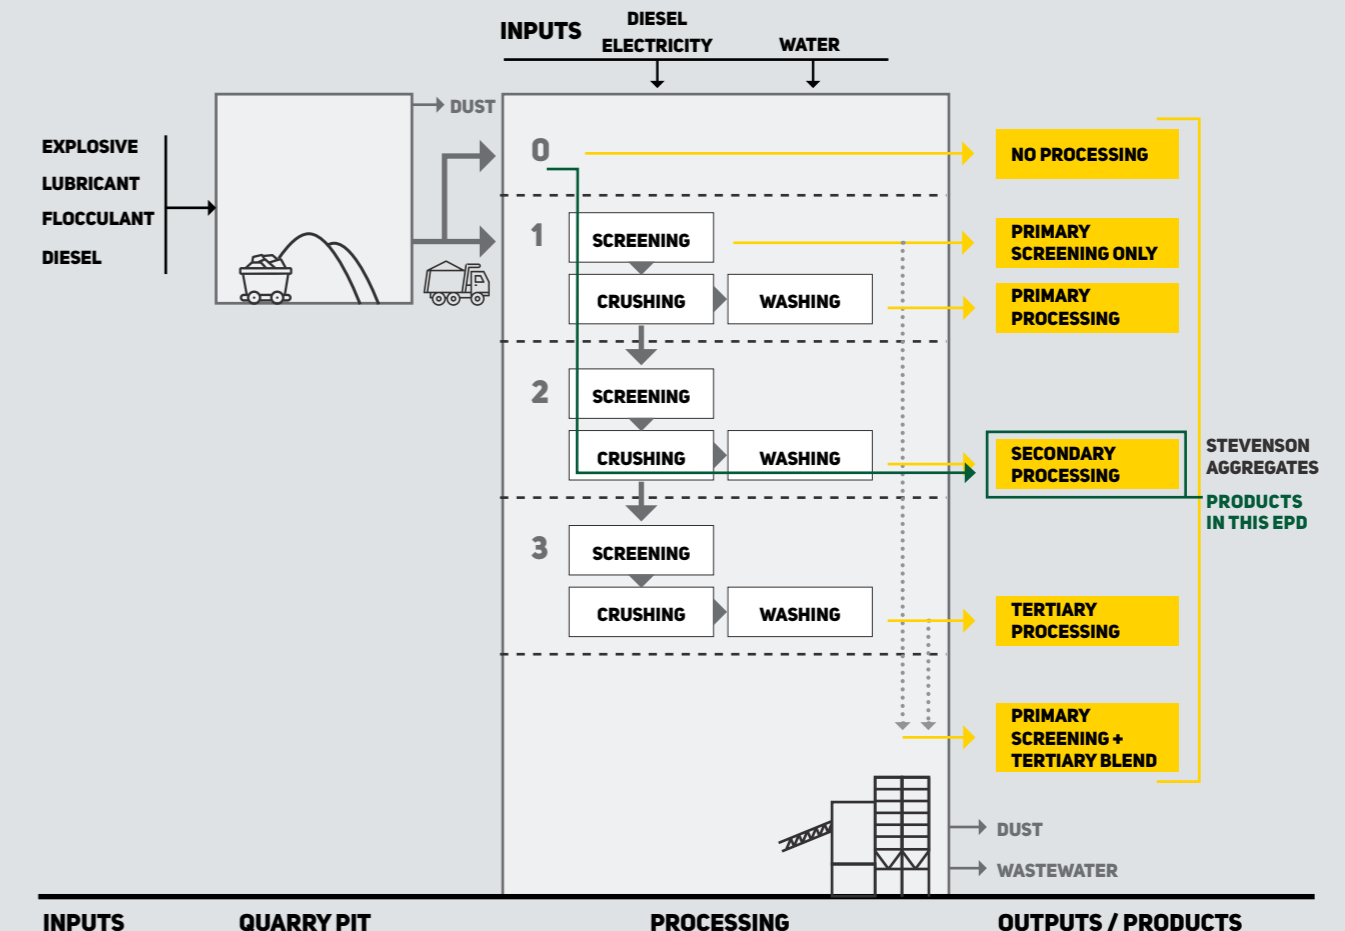 INPUTS
DIESEL
ELECTRICITY
WATER
DUST
EXPLOSIVE
LUBRICANT
FLOCCULANT
DIESEL
0
NO PROCESSING
1
SCREENING
PRIMARY
SCREENING ONLY
CRUSHING
WASHING
PRIMARY
PROCESSING
2
SCREENING
CRUSHING
WASHING
SECONDARY
PROCESSING
STEVENSON
AGGREGATES
PRODUCTS
IN THIS EPD
3
SCREENING
CRUSHING
WASHING
TERTIARY
PROCESSING
PRIMARY
SCREENING +
TERTIARY BLEND
DUST
WASTEWATER
INPUTS
QUARRY PIT
PROCESSING
OUTPUTS / PRODUCTS